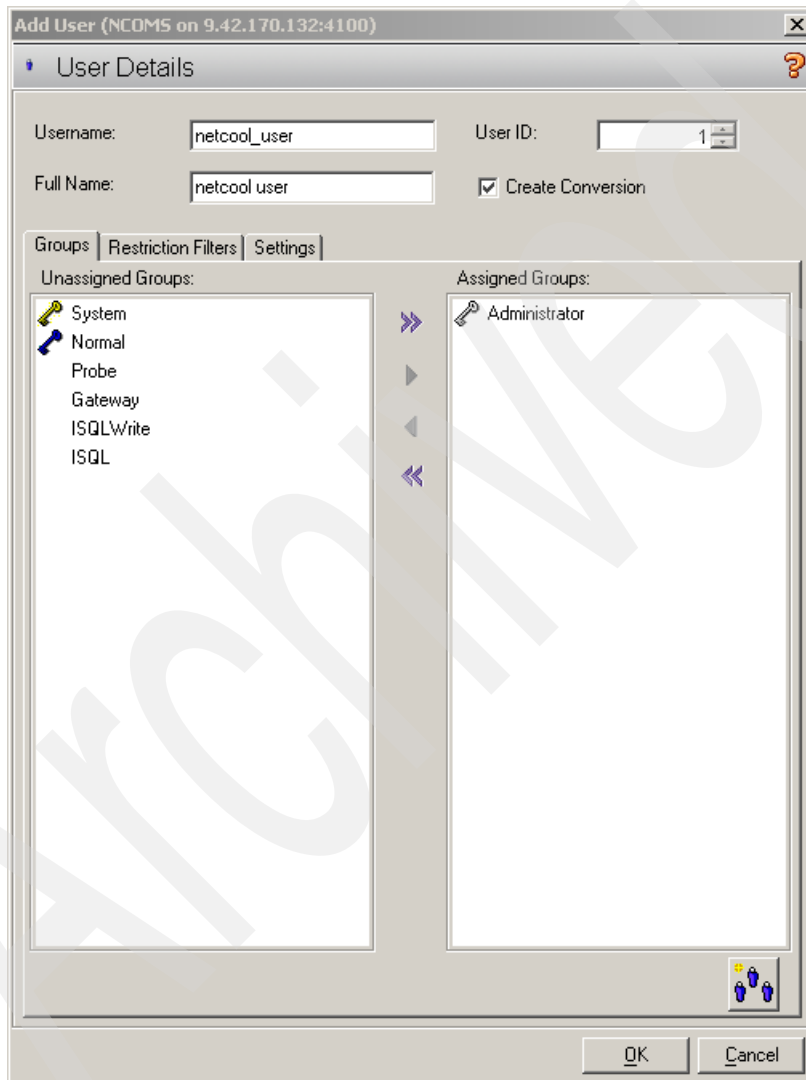 Add User (NCOMS on 9.42.170.132:4100)
User Details
Username: netcool_user User ID: 1
Full Name: netcool user Create Conversion
Groups Restriction Filters Settings
Unassigned Groups: Assigned Groups:
System Administrator
Normal
Probe
Gateway
ISQLWrite
ISQL
OK Cancel
Archived